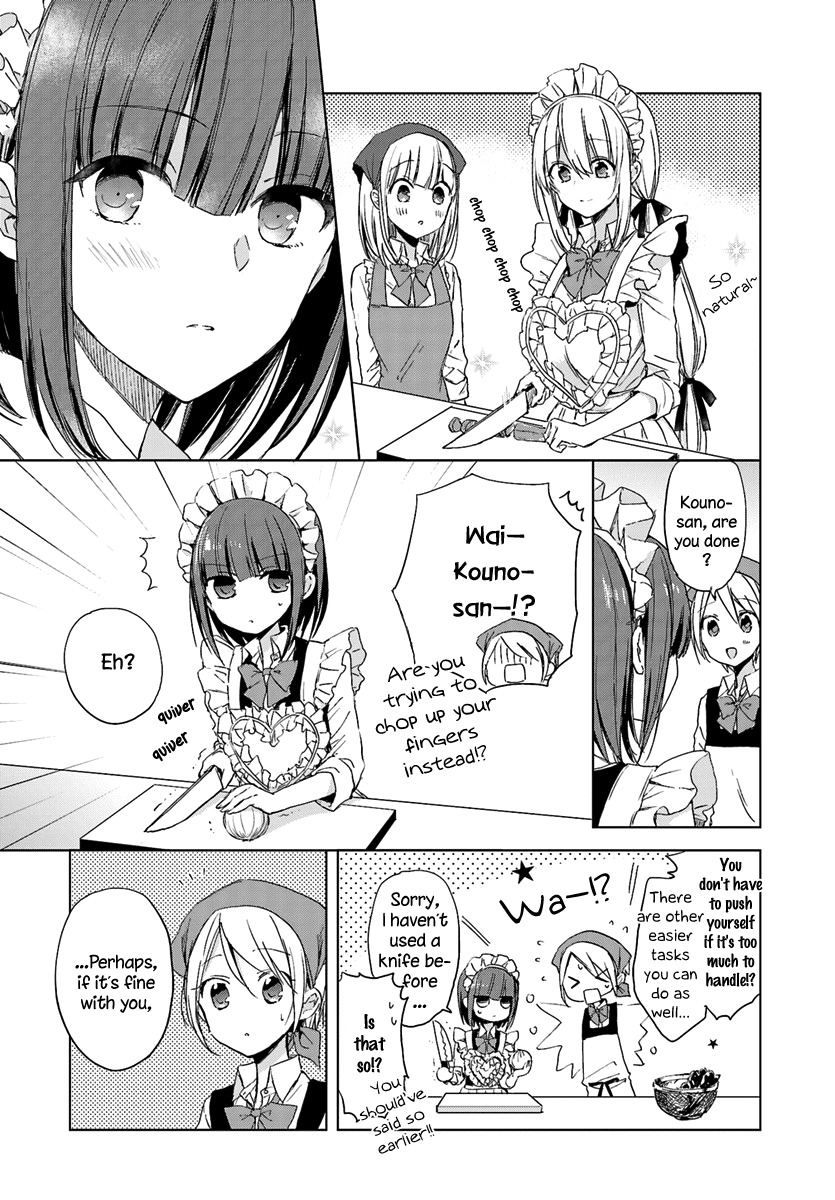 chop chop chop chop chop
So
natural~
Kouno-
san, are
you done
?
Wai—
Kouno-
san—!?
Are you
trying to
chop up your
fingers
instead!?
Eh?
quiver
quiver
You
don't have
to push
yourself
if it's too
much to
handle!?
There
are other
easier
tasks
you can
do as
well...
Wa—!?
Sorry,
I haven't
used a
knife be-
fore
...
Is
that
so!?
You
should've
said so
earlier!!
...Perhaps,
if it's fine
with you,